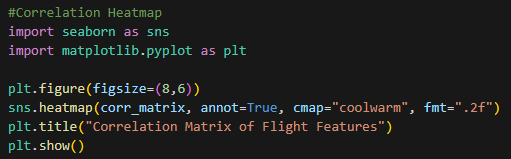 #Correlation Heatmap
import seaborn as sns
import matplotlib.pyplot as plt

plt.figure(figsize=(8,6))
sns.heatmap(corr_matrix, annot=True, cmap="coolwarm", fmt=".2f")
plt.title("Correlation Matrix of Flight Features")
plt.show()